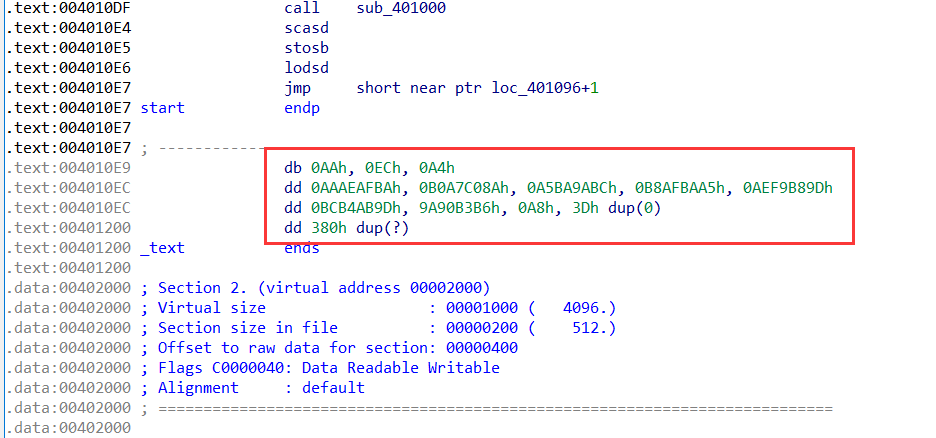 .text:004010DF call sub_401000
.text:004010E4 scasd
.text:004010E5 stosb
.text:004010E6 lodsd
.text:004010E7 jmp short near ptr loc_401096+1
.text:004010E7 start endp
.text:004010E7
.text:004010E7 ; -------------
.text:004010E9 db 0AAh, 0ECh, 0A4h
.text:004010EC dd 0AAAEAFBAh, 0B0A7C08Ah, 0A5BA9ABCh, 0B8AFBAA5h, 0AEF9B89Dh
.text:004010EC dd 0BCB4AB9Dh, 9A90B3B6h, 0A8h, 3Dh dup(0)
.text:00401200 dd 380h dup(?)
.text:00401200 _text ends
.text:00401200
.data:00402000 ; Section 2. (virtual address 00002000)
.data:00402000 ; Virtual size : 00001000 ( 4096.)
.data:00402000 ; Section size in file : 00000200 ( 512.)
.data:00402000 ; Offset to raw data for section: 00000400
.data:00402000 ; Flags C0000040: Data Readable Writable
.data:00402000 ; Alignment : default
.data:00402000 ; ===========================================================================
.data:00402000